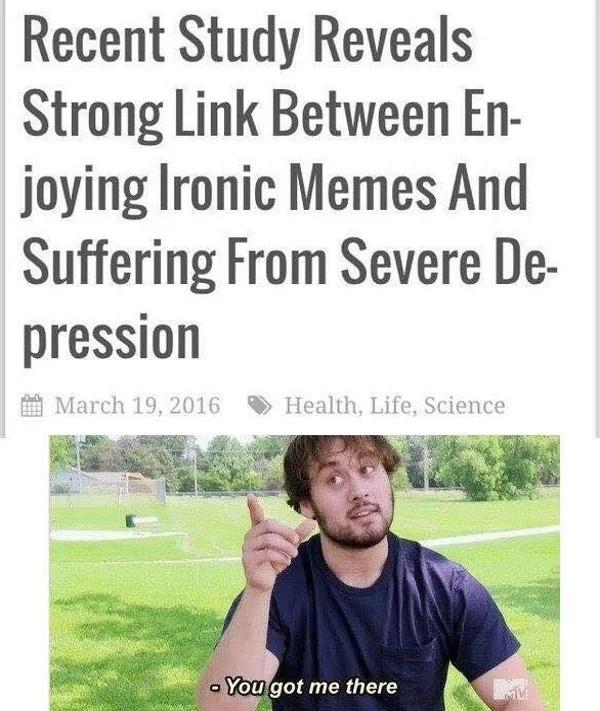 Recent Study Reveals
Strong Link Between En-
joying Ironic Memes And
Suffering From Severe De-
pression
March 19, 2016 Health, Life, Science
- You got me there
MTV